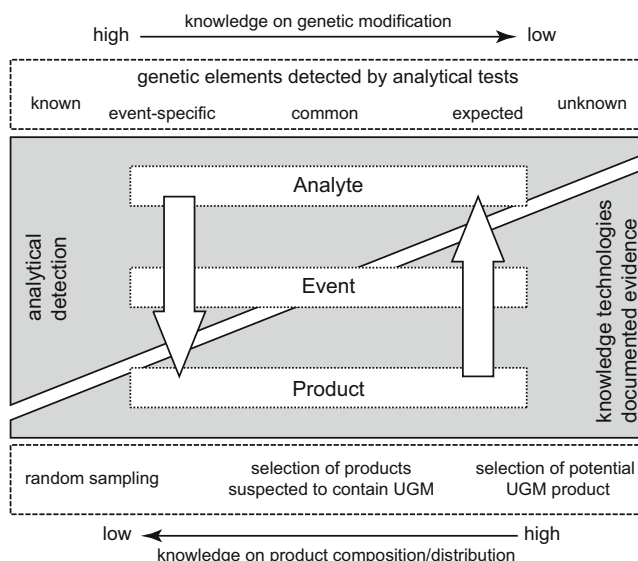 knowledge on genetic modification
high low
genetic elements detected by analytical tests
known event-specific common expected unknown
Analyte
Event
Product
analytical
detection
knowledge technologies
documented evidence
random sampling
selection of products
suspected to contain UGM
selection of potential
UGM product
low high
knowledge on product composition/distribution